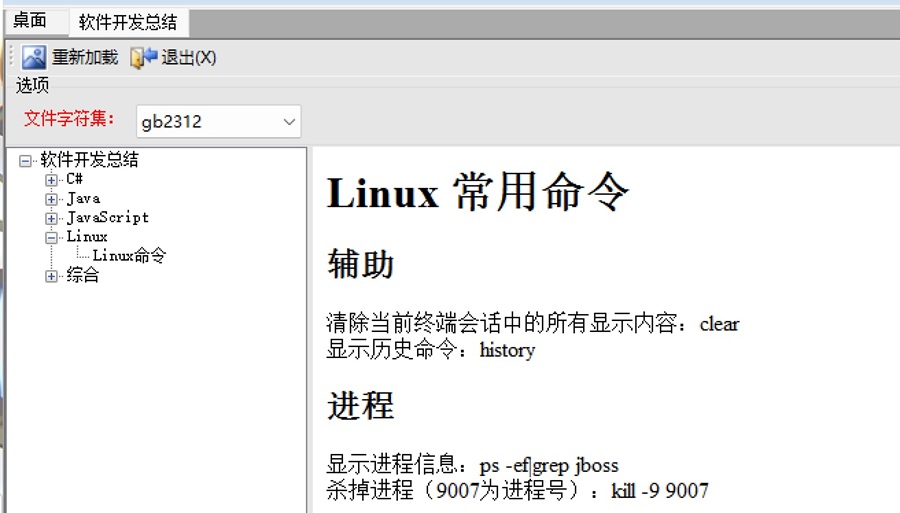 桌面 软件开发总结
重新加载 退出(X)
选项
文件字符集： gb2312
软件开发总结
C#
Java
JavaScript
Linux
Linux命令
综合
Linux 常用命令
辅助
清除当前终端会话中的所有显示内容：clear
显示历史命令：history
进程
显示进程信息：ps -ef|grep jboss
杀掉进程（9007为进程号）：kill -9 9007